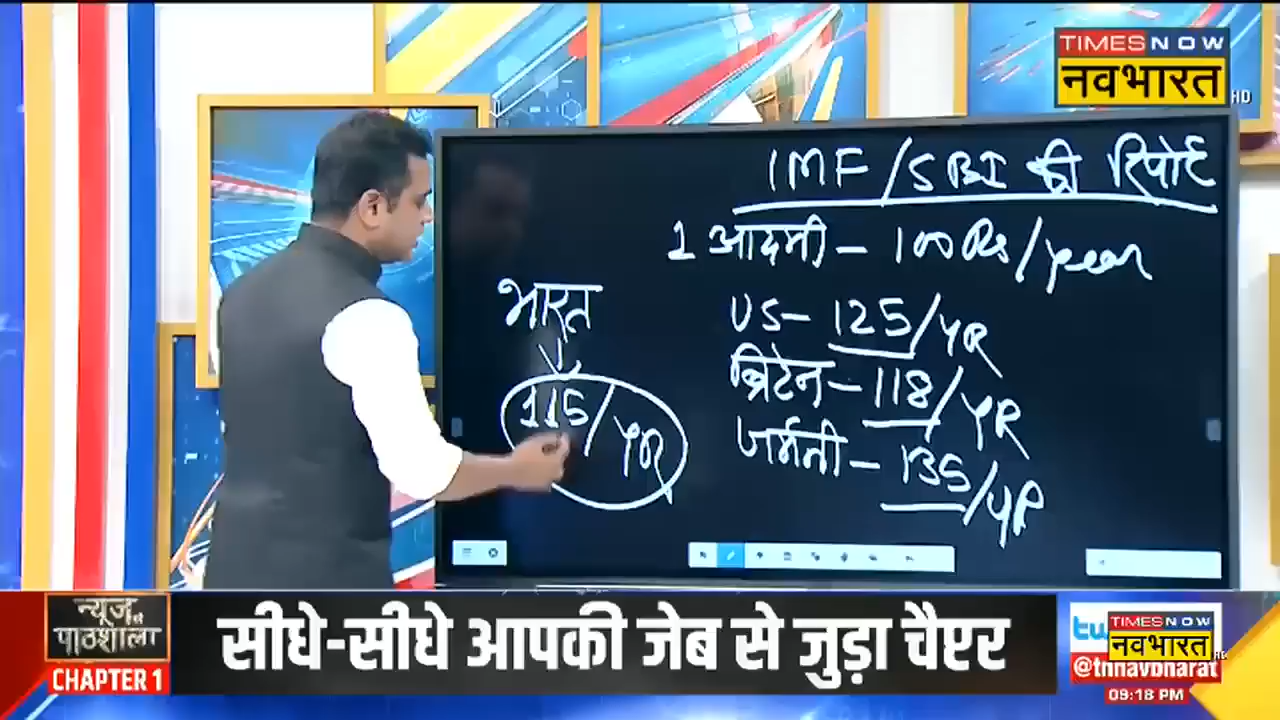 TIMES NOW
नवभारत
HD
IMF/SBI की रिपोर्ट
1 आदमी – 100 Rs/year
भारत
115/YR
US – 125/YR
ब्रिटेन – 118/YR
जर्मनी – 135/YR
न्यूज़ की
पाठशाला
CHAPTER 1
सीधे-सीधे आपकी जेब से जुड़ा चैप्टर
TIMES NOW
नवभारत
@tnnavbharat
09:18 PM